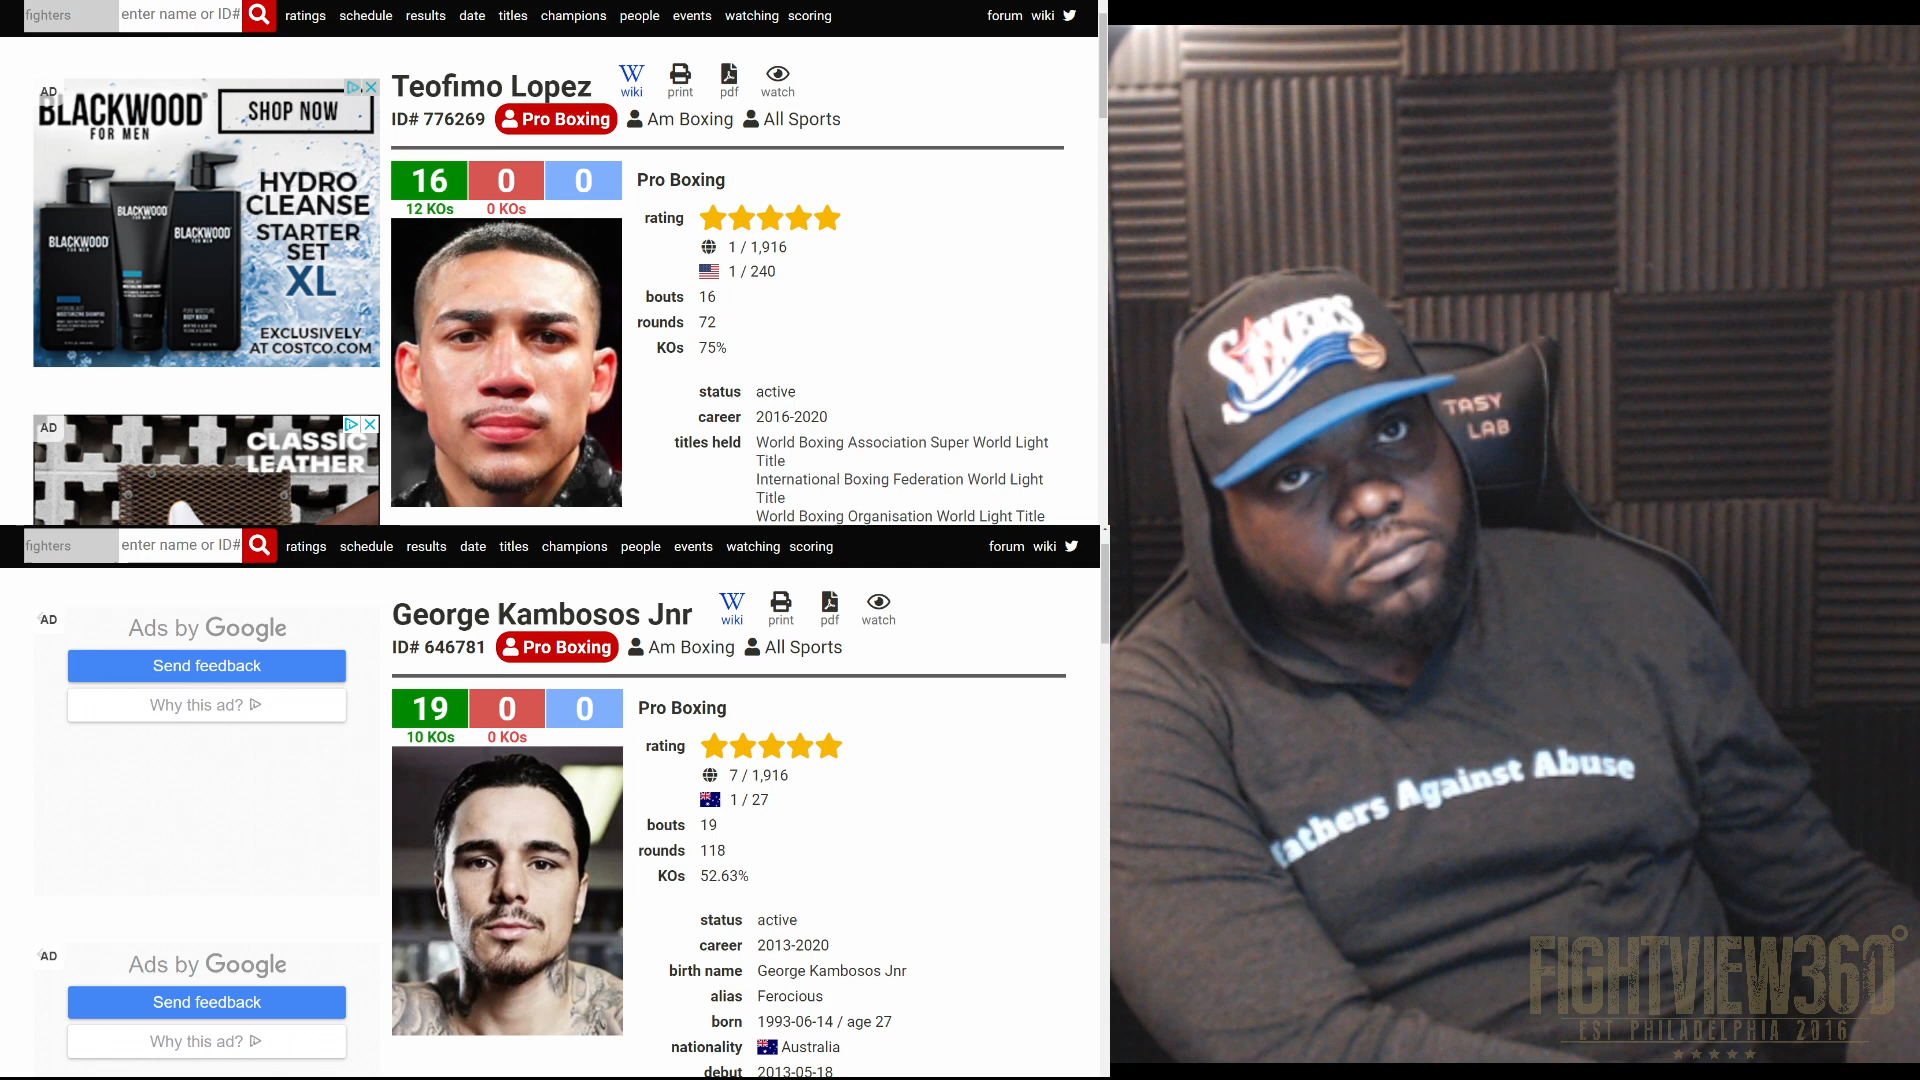 fighters enter name or ID# ratings schedule results date titles champions people events watching scoring forum wiki
AD
BLACKWOOD
FOR MEN
SHOP NOW
HYDRO
CLEANSE
STARTER
SET
XL
EXCLUSIVELY
AT COSTCO.COM
BLACKWOOD
BLACKWOOD
BLACKWOOD
AD
CLASSIC
LEATHER
Teofimo Lopez
W
wiki print pdf watch
ID# 776269 Pro Boxing Am Boxing All Sports
16 0 0
12 KOs 0 KOs
Pro Boxing
rating
1 / 1,916
1 / 240
bouts 16
rounds 72
KOs 75%
status active
career 2016-2020
titles held World Boxing Association Super World Light
Title
International Boxing Federation World Light
Title
World Boxing Organisation World Light Title
fighters enter name or ID# ratings schedule results date titles champions people events watching scoring forum wiki
AD
Ads by Google
Send feedback
Why this ad?
AD
Ads by Google
Send feedback
Why this ad?
George Kambosos Jnr
W
wiki print pdf watch
ID# 646781 Pro Boxing Am Boxing All Sports
19 0 0
10 KOs 0 KOs
Pro Boxing
rating
7 / 1,916
1 / 27
bouts 19
rounds 118
KOs 52.63%
status active
career 2013-2020
birth name George Kambosos Jnr
alias Ferocious
born 1993-06-14 / age 27
nationality Australia
debut 2013-05-18
SIXERS
TASY
LAB
Fathers Against Abuse
FIGHTVIEW360°
EST PHILADELPHIA 2016